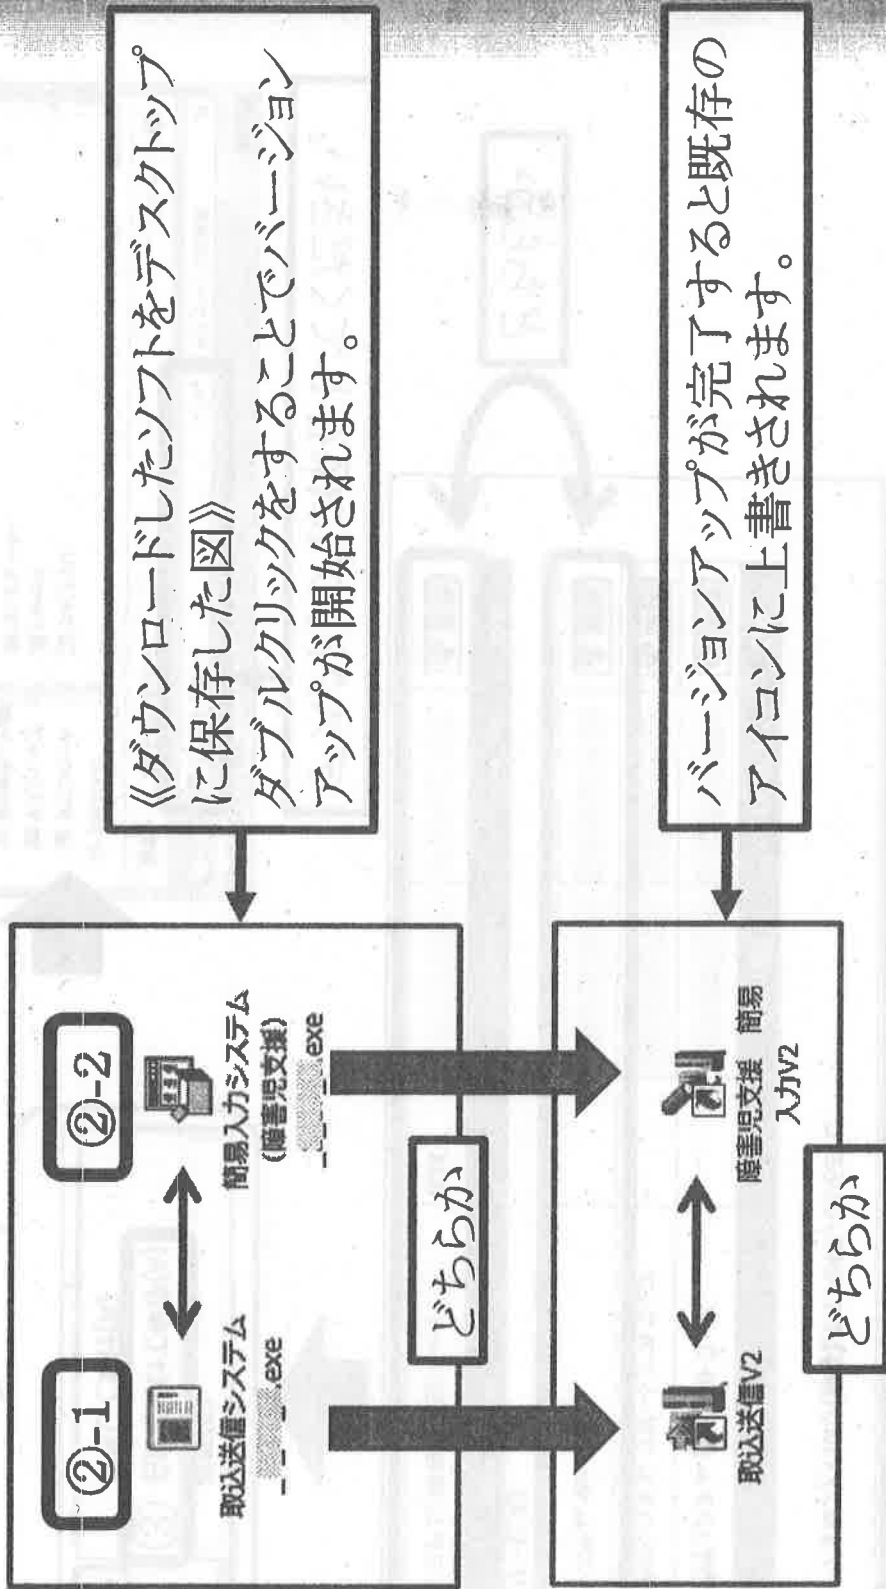 ②-1
取込送信システム
_ _ _ .exe
②-2
簡易入力システム
(障害児支援)
_ _ _ .exe
どちらか
《ダウンロードしたソフトをデスクトップ
に保存した図》
ダブルクリックをすることでバージョン
アップが開始されます。
取込送信V2
障害児支援 簡易
入力V2
どちらか
バージョンアップが完了すると既存の
アイコンに上書きされます。